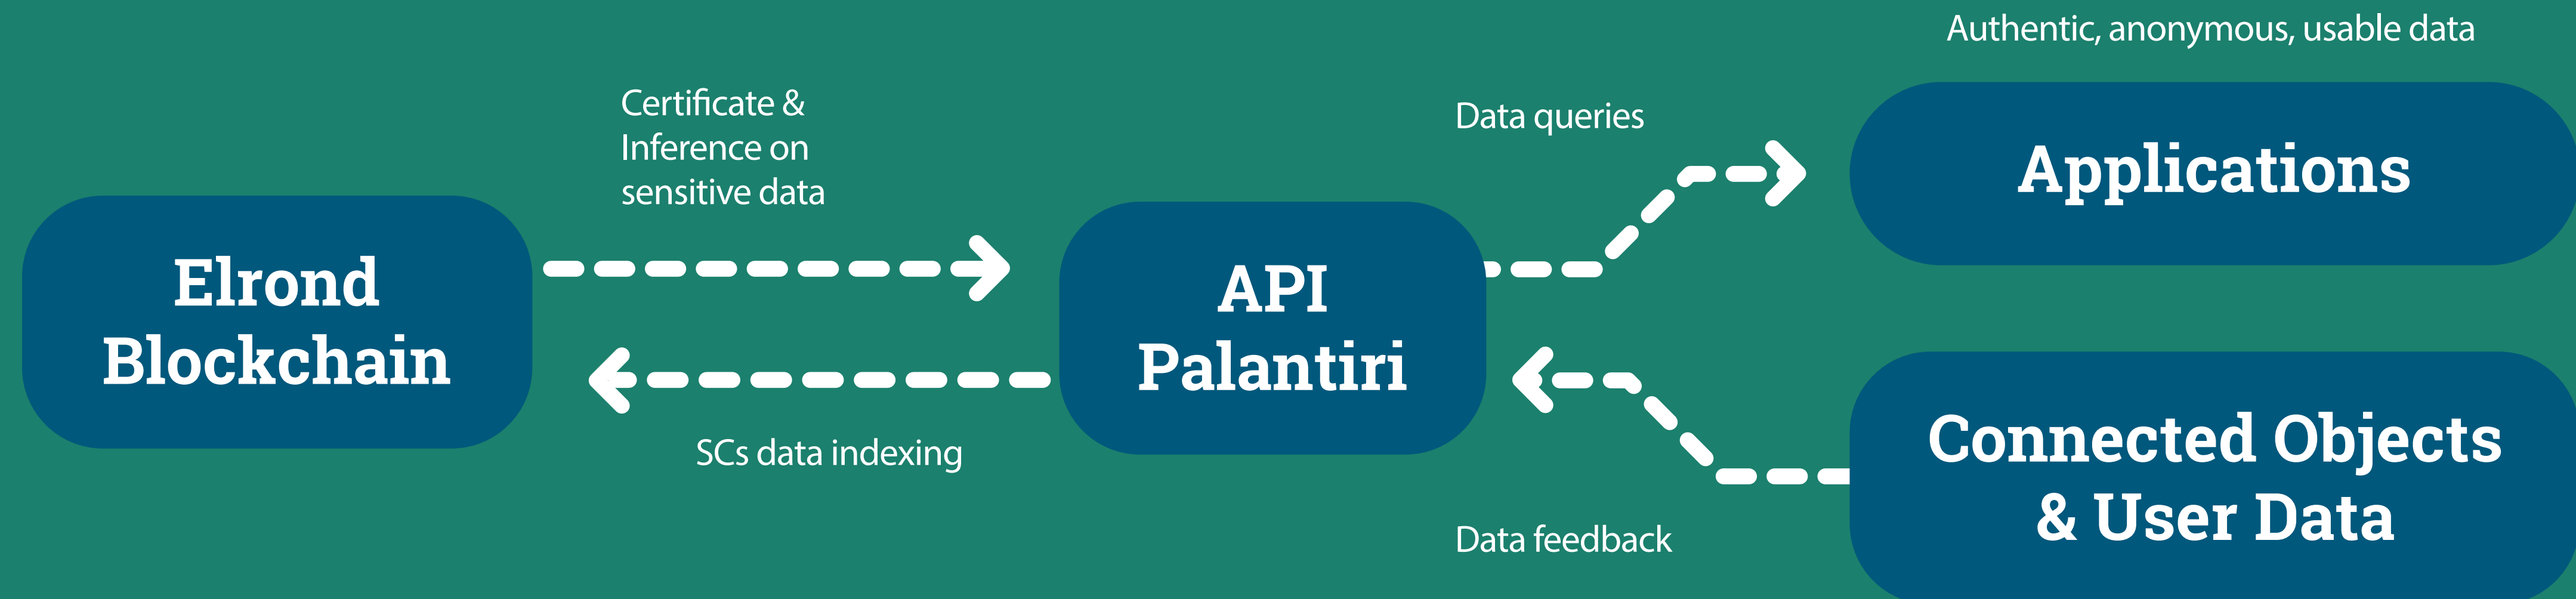 Authentic, anonymous, usable data
Certificate &
Inference on
sensitive data
Data queries
Applications
Elrond
Blockchain
API
Palantiri
SCs data indexing
Connected Objects
& User Data
Data feedback